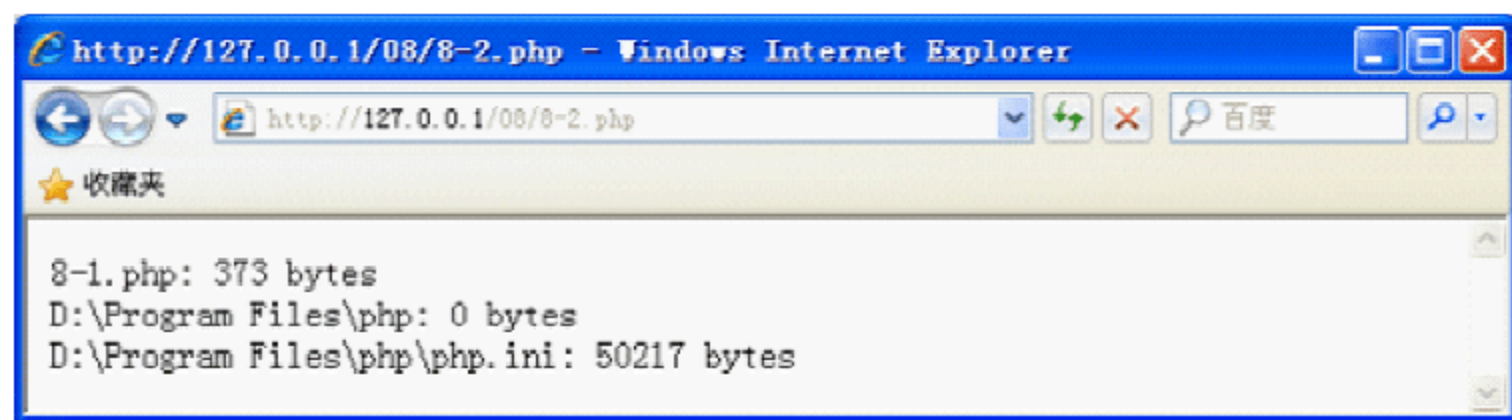 http://127.0.0.1/08/8-2.php - Windows Internet Explorer
http://127.0.0.1/08/8-2.php
百度
收藏夹
8-1.php: 373 bytes
D:\Program Files\php: 0 bytes
D:\Program Files\php\php.ini: 50217 bytes